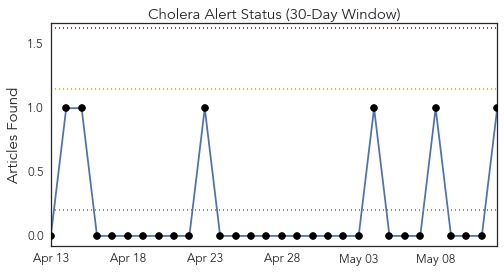 Cholera Alert Status (30-Day Window)
Articles Found
1.5
1.0
0.5
0.0
Apr 13 Apr 18 Apr 23 Apr 28 May 03 May 08